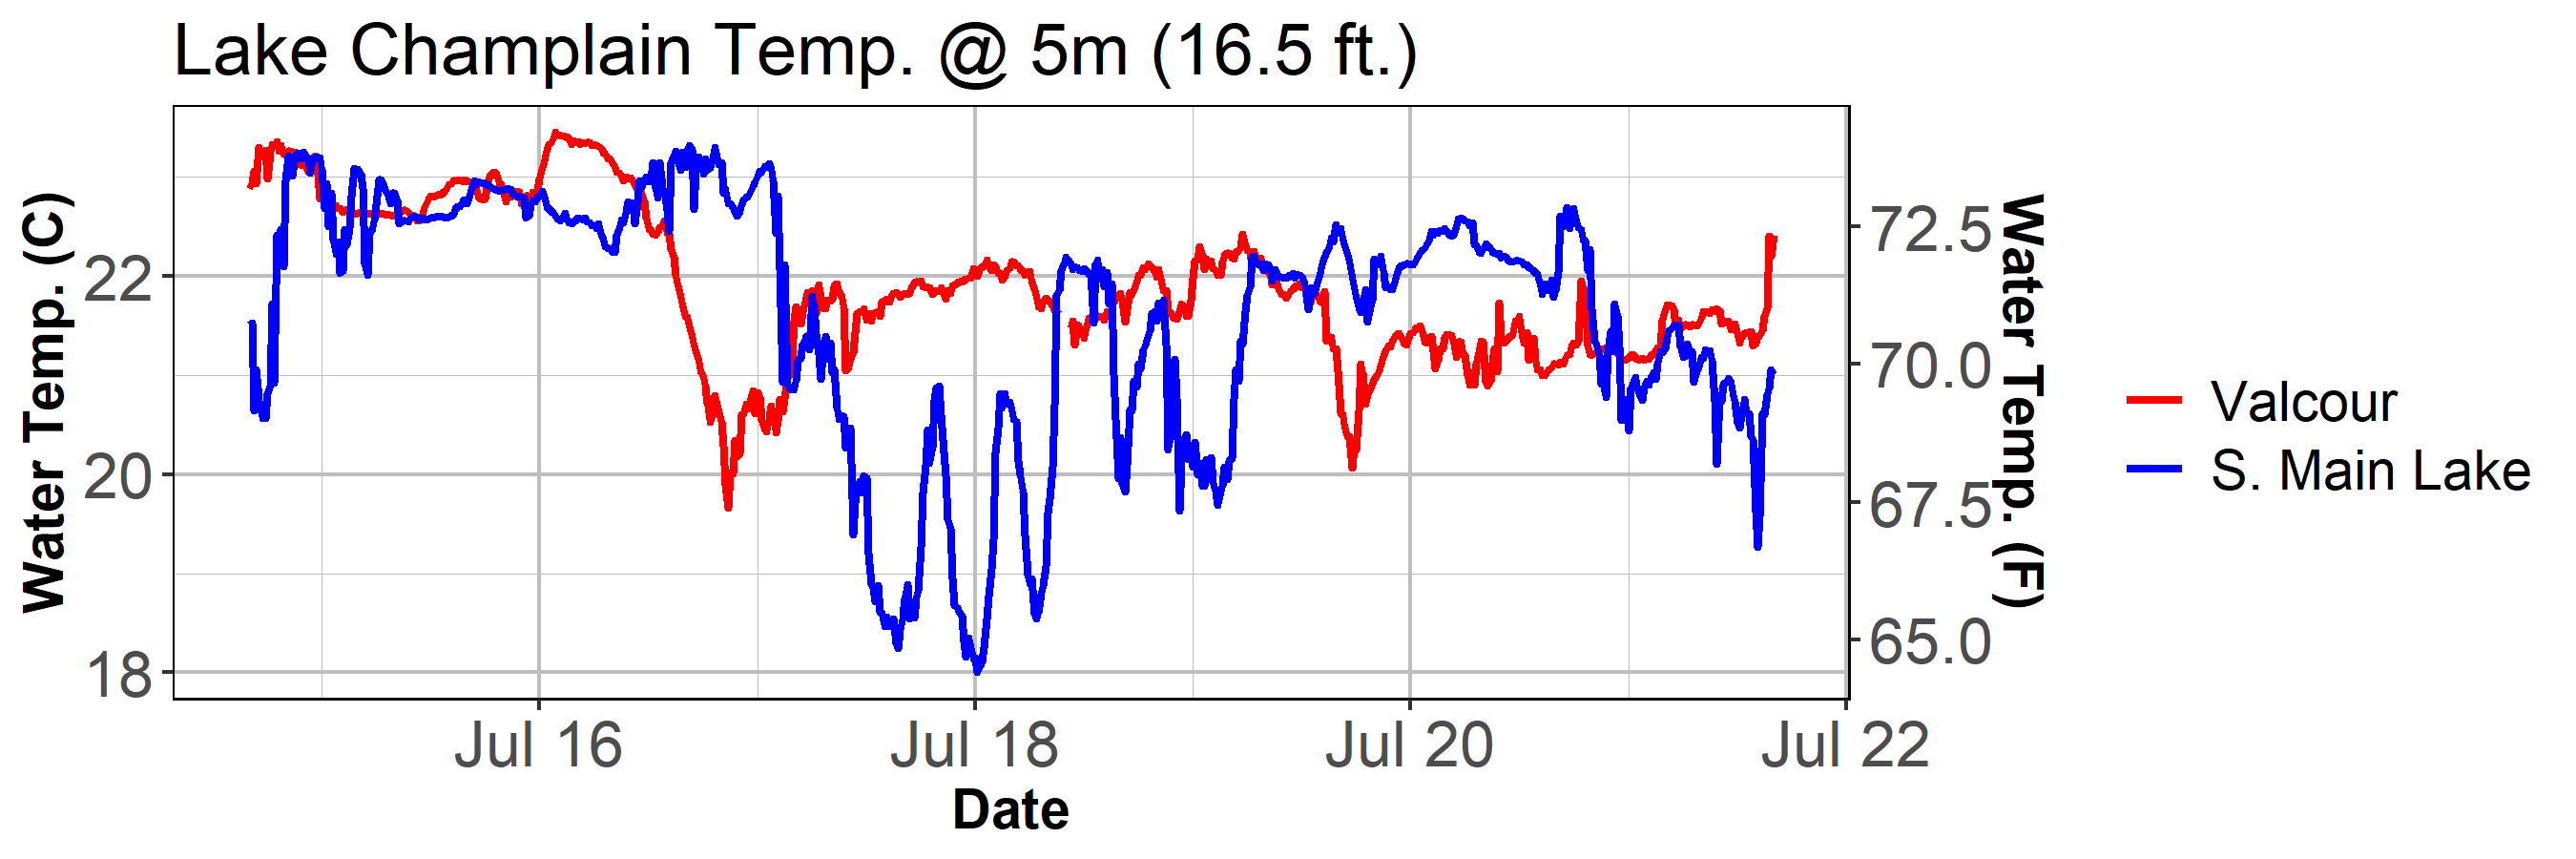 Lake Champlain Temp. @ 5m (16.5 ft.)
Water Temp. (C)
22
20
18
72.5
70.0
67.5
65.0
Water Temp. (F)
Jul 16
Jul 18
Jul 20
Jul 22
Date
Valcour
S. Main Lake